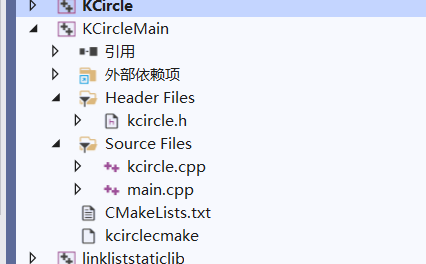 KCircle
KCircleMain
引用
外部依赖项
Header Files
kcircle.h
Source Files
kcircle.cpp
main.cpp
CMakeLists.txt
kcirclecmake
linkliststaticlib